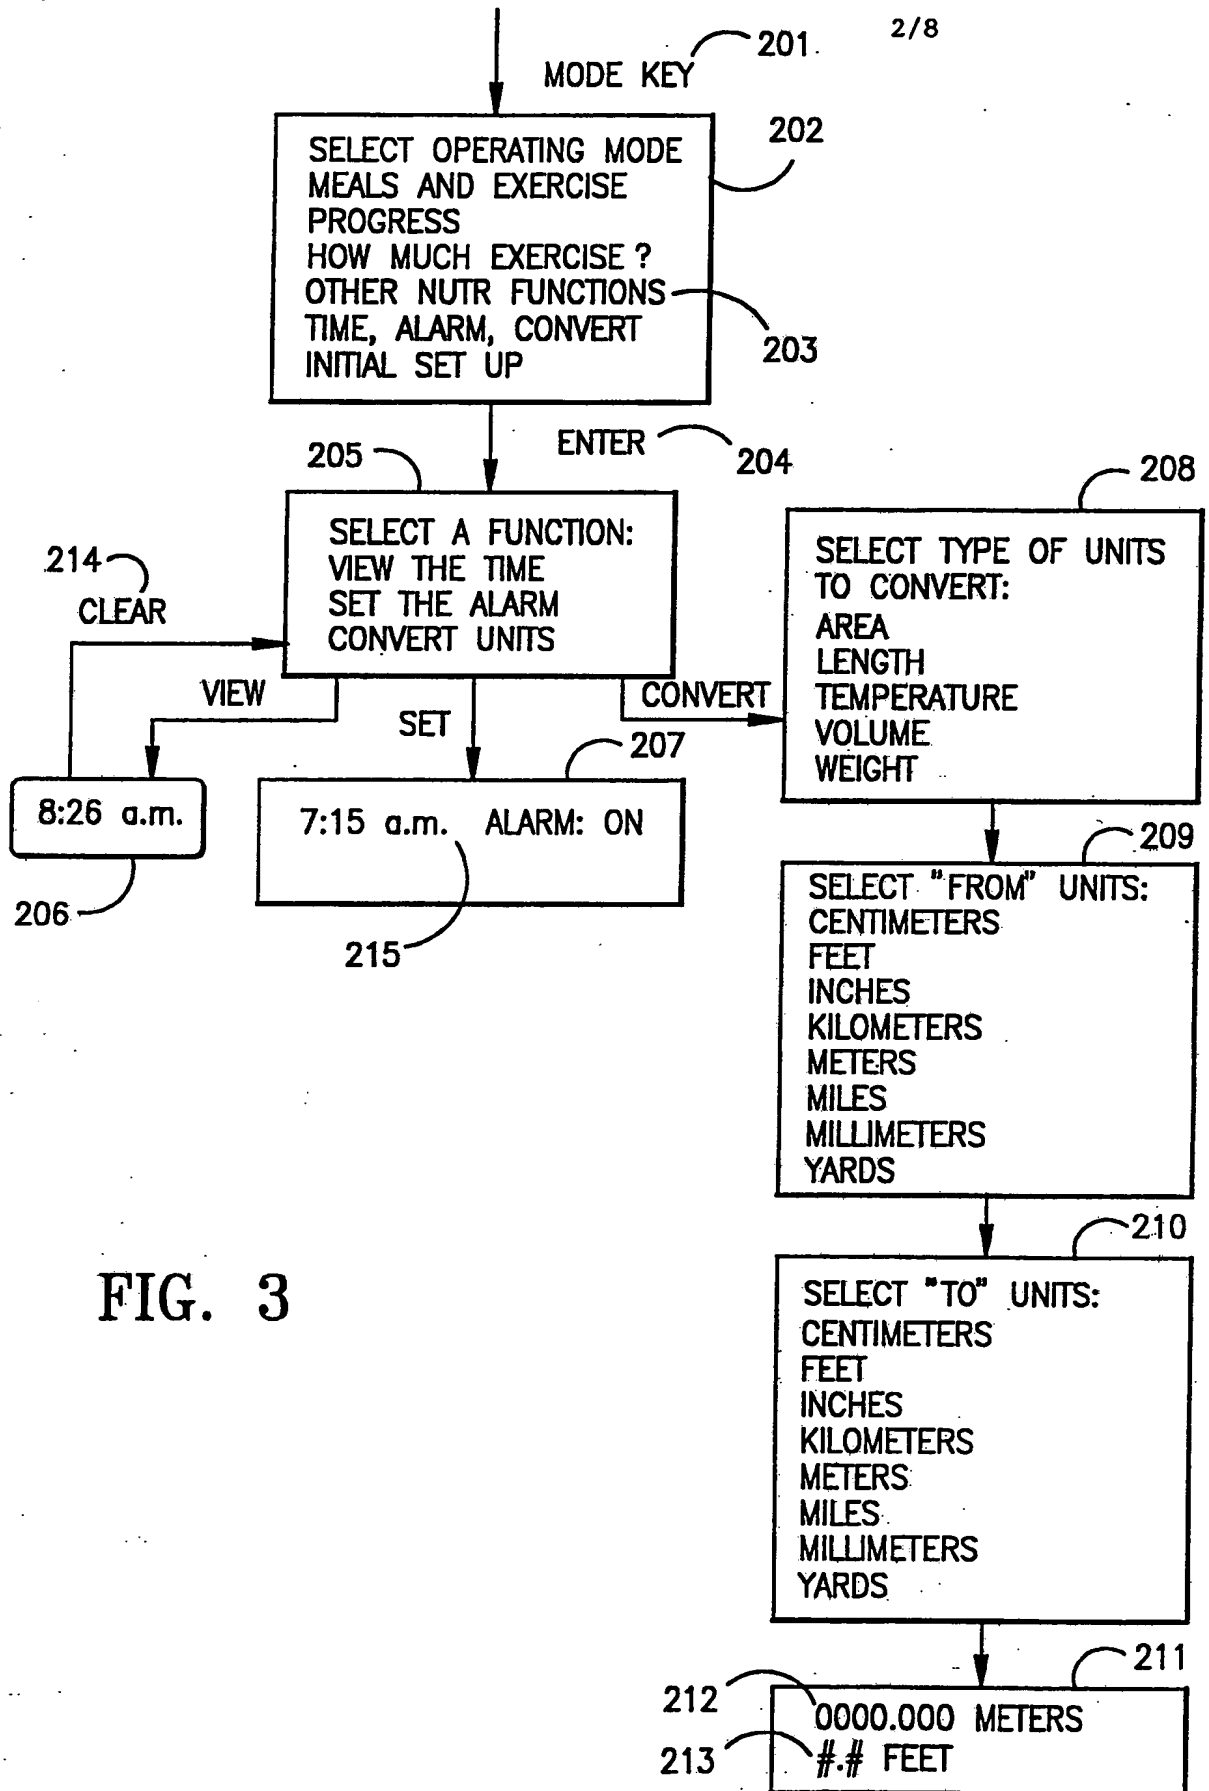 2/8
201
MODE KEY
202
SELECT OPERATING MODE
MEALS AND EXERCISE
PROGRESS
HOW MUCH EXERCISE ?
OTHER NUTR FUNCTIONS
TIME, ALARM, CONVERT
INITIAL SET UP
203
ENTER
204
205
SELECT A FUNCTION:
VIEW THE TIME
SET THE ALARM
CONVERT UNITS
214
CLEAR
VIEW
SET
CONVERT
8:26 a.m.
206
207
7:15 a.m. ALARM: ON
215
208
SELECT TYPE OF UNITS
TO CONVERT:
AREA
LENGTH
TEMPERATURE
VOLUME
WEIGHT
209
SELECT "FROM" UNITS:
CENTIMETERS
FEET
INCHES
KILOMETERS
METERS
MILES
MILLIMETERS
YARDS
210
SELECT "TO" UNITS:
CENTIMETERS
FEET
INCHES
KILOMETERS
METERS
MILES
MILLIMETERS
YARDS
211
212
0000.000 METERS
213
#.# FEET
FIG. 3